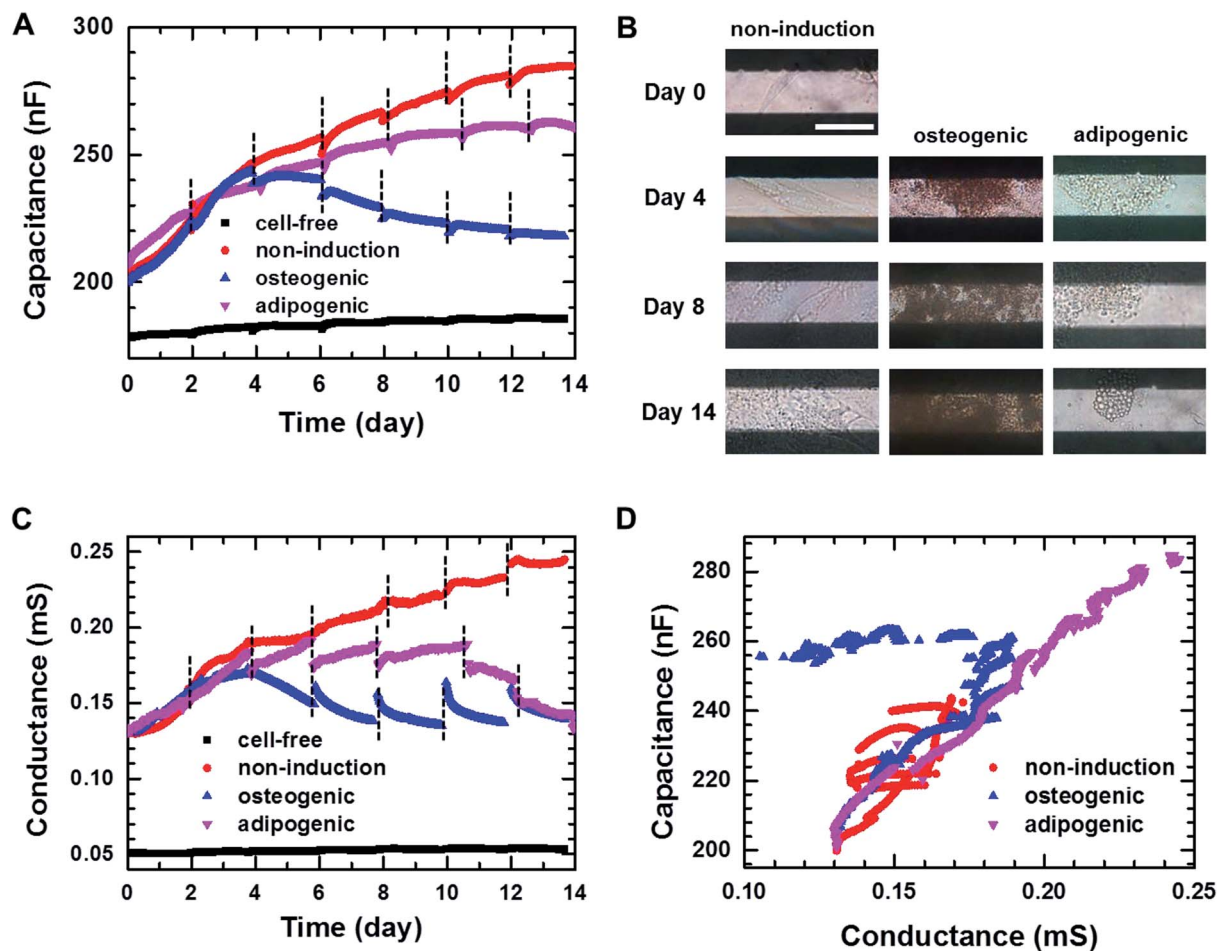 A
Capacitance (nF)
300
250
200
cell-free
non-induction
osteogenic
adipogenic
0 2 4 6 8 10 12 14
Time (day)
B
non-induction
Day 0
osteogenic adipogenic
Day 4
Day 8
Day 14
C
Conductance (mS)
0.25
0.20
0.15
0.10
0.05
cell-free
non-induction
osteogenic
adipogenic
0 2 4 6 8 10 12 14
Time (day)
D
Capacitance (nF)
280
260
240
220
200
non-induction
osteogenic
adipogenic
0.10 0.15 0.20 0.25
Conductance (mS)